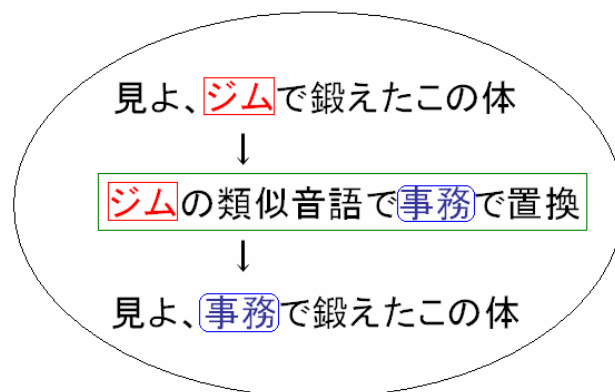 見よ、ジムで鍛えたこの体
↓
ジムの類似音語で事務で置換
↓
見よ、事務で鍛えたこの体